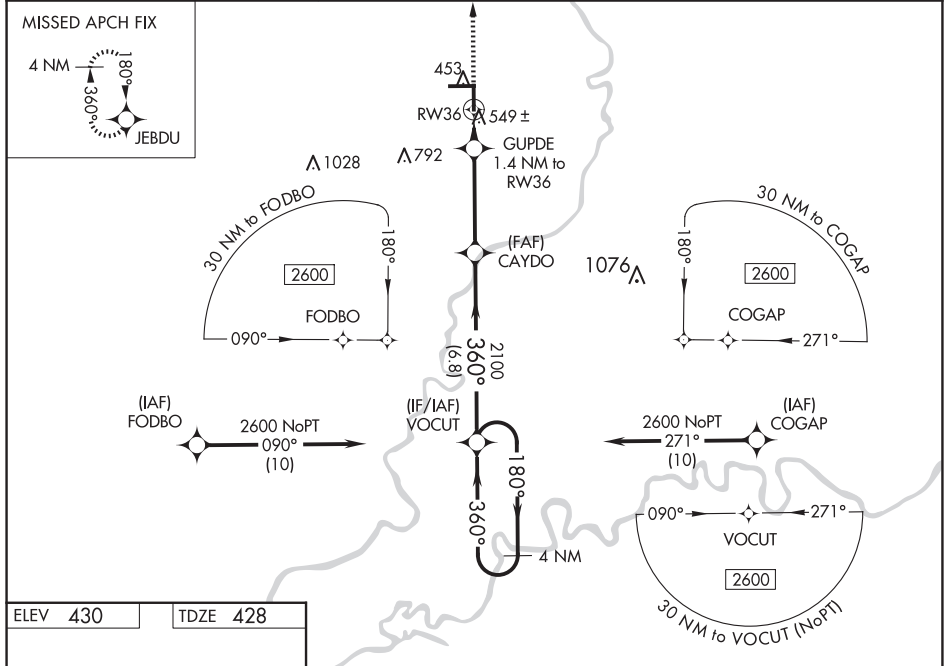 MISSED APCH FIX
4 NM
180°
360°
JEBDU
453
RW36
549 ±
GUPDE
1.4 NM to
RW36
1028
792
30 NM to FODBO
180°
2600
FODBO
090°
(FAF)
CAYDO
1076
30 NM to COGAP
180°
2600
COGAP
271°
2100
360°
(6.8)
(IAF)
FODBO
2600 NoPT
090°
(10)
(IF/IAF)
VOCUT
180°
360°
4 NM
(IAF)
COGAP
2600 NoPT
271°
(10)
090°
271°
VOCUT
2600
30 NM to VOCUT (NoPT)
ELEV 430
TDZE 428